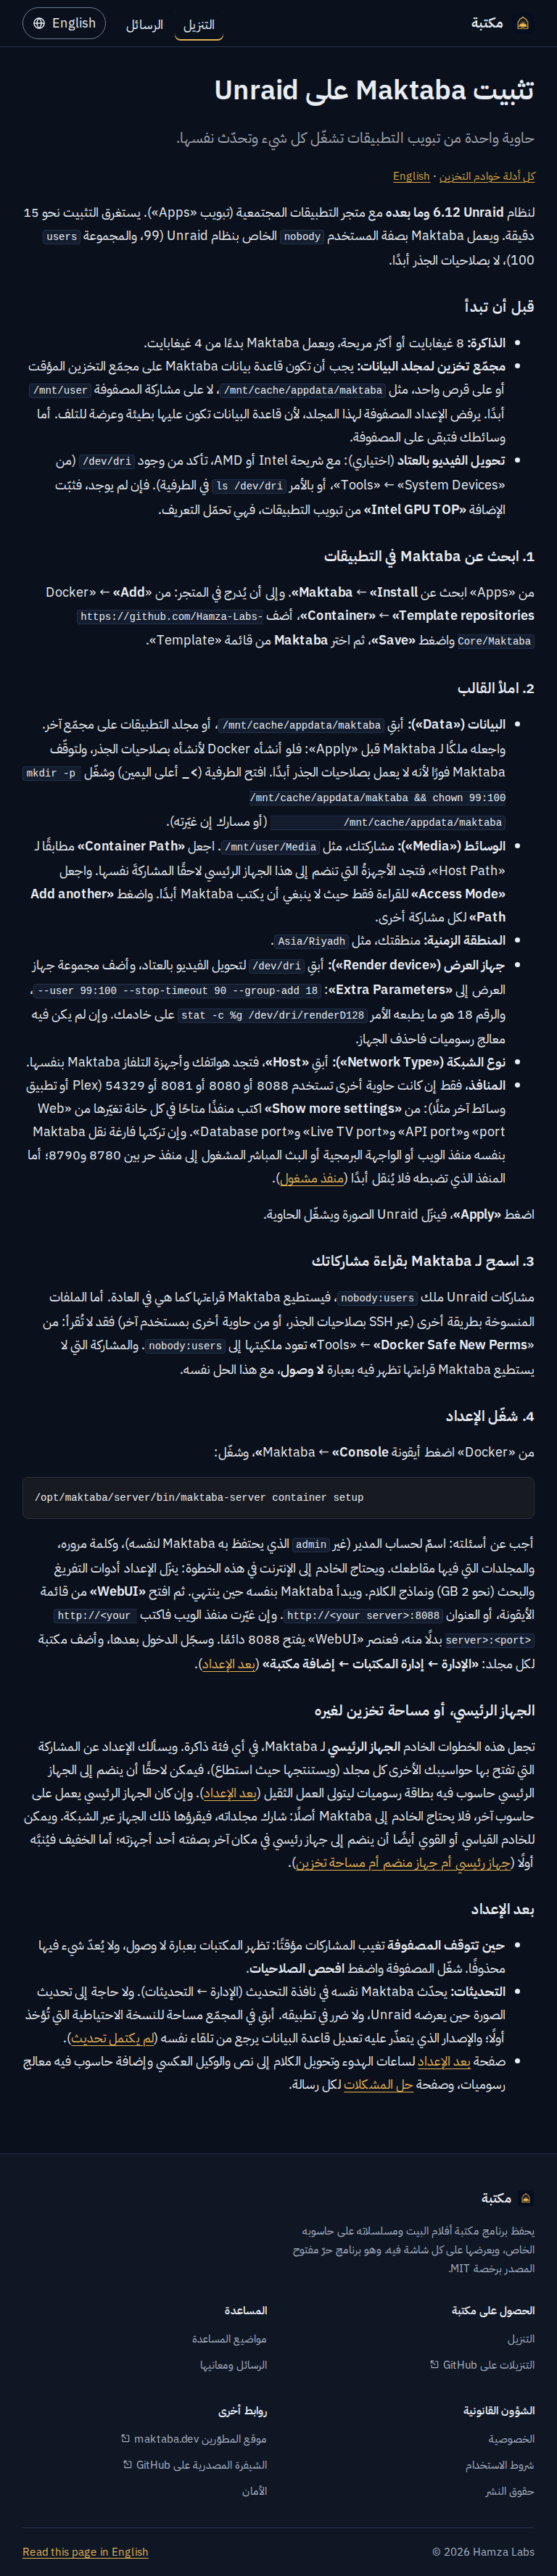 مكتبة
التنزيل
الرسائل
English
تثبيت Maktaba على Unraid
حاوية واحدة من تبويب التطبيقات تشغّل كل شيء وتحدّث نفسها.
كل أدلة خوادم التخزين · English
لنظام Unraid 6.12 وما بعده مع متجر التطبيقات المجتمعية (تبويب «Apps»). يستغرق التثبيت نحو 15
دقيقة. ويعمل Maktaba بصفة المستخدم nobody الخاص بنظام Unraid (99، والمجموعة users
100)، لا بصلاحيات الجذر أبدًا.
قبل أن تبدأ
الذاكرة: 8 غيغابايت أو أكثر مريحة، ويعمل Maktaba بدءًا من 4 غيغابايت.
مجمّع تخزين لمجلد البيانات: يجب أن تكون قاعدة بيانات Maktaba على مجمّع التخزين المؤقت
أو على قرص واحد، مثل /mnt/cache/appdata/maktaba، لا على مشاركة المصفوفة /mnt/user
أبدًا. يرفض الإعداد المصفوفة لهذا المجلد، لأن قاعدة البيانات تكون عليها بطيئة وعرضة للتلف. أما
وسائطك فتبقى على المصفوفة.
تحويل الفيديو بالعتاد (اختياري): مع شريحة Intel أو AMD، تأكد من وجود /dev/dri (من
«Tools» ← «System Devices»، أو بالأمر ls /dev/dri في الطرفية). فإن لم يوجد، فثبّت
الإضافة «Intel GPU TOP» من تبويب التطبيقات، فهي تحمّل التعريف.
1. ابحث عن Maktaba في التطبيقات
من «Apps» ابحث عن Maktaba ← «Install». وإلى أن يُدرج في المتجر: من «Docker» ← «Add
Container» ← «Template repositories»، أضف https://github.com/Hamza-Labs-
Core/Maktaba واضغط «Save»، ثم اختر Maktaba من قائمة «Template».
2. املأ القالب
البيانات («Data»): أبقِ /mnt/cache/appdata/maktaba، أو مجلد التطبيقات على مجمّع آخر.
واجعله ملكًا لـ Maktaba قبل «Apply»: فلو أنشأه Docker لأنشأه بصلاحيات الجذر، ولتوقّف
Maktaba فورًا لأنه لا يعمل بصلاحيات الجذر أبدًا. افتح الطرفية (>_ أعلى اليمين) وشغّل mkdir -p
/mnt/cache/appdata/maktaba && chown 99:100
/mnt/cache/appdata/maktaba (أو مسارك إن غيّرته).
الوسائط («Media»): مشاركتك، مثل /mnt/user/Media. اجعل «Container Path» مطابقًا لـ
«Host Path»، فتجد الأجهزةُ التي تنضم إلى هذا الجهاز الرئيسي لاحقًا المشاركةَ نفسها. واجعل
«Access Mode» للقراءة فقط حيث لا ينبغي أن يكتب Maktaba أبدًا. واضغط «Add another
Path» لكل مشاركة أخرى.
المنطقة الزمنية: منطقتك، مثل Asia/Riyadh.
جهاز العرض («Render device»): أبقِ /dev/dri لتحويل الفيديو بالعتاد، وأضف مجموعة جهاز
العرض إلى «Extra Parameters»: --user 99:100 --stop-timeout 90 --group-add 18،
والرقم 18 هو ما يطبعه الأمر stat -c %g /dev/dri/renderD128 على خادمك. وإن لم يكن فيه
معالج رسوميات فاحذف الجهاز.
نوع الشبكة («Network Type»): أبقِ «Host»، فتجد هواتفك وأجهزة التلفاز Maktaba بنفسها.
المنافذ، فقط إن كانت حاوية أخرى تستخدم 8088 أو 8080 أو 8081 أو 54329 (Plex أو تطبيق
وسائط آخر مثلًا): من «Show more settings» اكتب منفذًا متاحًا في كل خانة تغيّرها من «Web
port» و«API port» و«Live TV port» و«Database port». وإن تركتها فارغة نقل Maktaba
بنفسه منفذ الويب أو الواجهة البرمجية أو البث المباشر المشغول إلى منفذ حر بين 8780 و8790؛ أما
المنفذ الذي تضبطه فلا يُنقل أبدًا (منفذ مشغول).
اضغط «Apply»، فينزّل Unraid الصورة ويشغّل الحاوية.
3. اسمح لـ Maktaba بقراءة مشاركاتك
مشاركات Unraid ملك nobody:users، فيستطيع Maktaba قراءتها كما هي في العادة. أما الملفات
المنسوخة بطريقة أخرى (عبر SSH بصلاحيات الجذر، أو من حاوية أخرى بمستخدم آخر) فقد لا تُقرأ: من
«Tools» ← «Docker Safe New Perms» تعود ملكيتها إلى nobody:users. والمشاركة التي لا
يستطيع Maktaba قراءتها تظهر فيه بعبارة لا وصول، مع هذا الحل نفسه.
4. شغّل الإعداد
من «Docker» اضغط أيقونة Maktaba ← «Console»، وشغّل:
/opt/maktaba/server/bin/maktaba-server container setup
أجب عن أسئلته: اسمٌ لحساب المدير (غير admin الذي يحتفظ به Maktaba لنفسه)، وكلمة مروره،
والمجلدات التي فيها مقاطعك. ويحتاج الخادم إلى الإنترنت في هذه الخطوة: ينزّل الإعداد أدوات التفريغ
والبحث (نحو 2 GB) ونماذج الكلام. ويبدأ Maktaba بنفسه حين ينتهي. ثم افتح «WebUI» من قائمة
الأيقونة، أو العنوان http://<your server>:8088. وإن غيّرت منفذ الويب فاكتب http://<your
server>:<port> بدلًا منه، فعنصر «WebUI» يفتح 8088 دائمًا. وسجّل الدخول بعدها، وأضف مكتبة
لكل مجلد: «الإدارة ← إدارة المكتبات ← إضافة مكتبة» (بعد الإعداد).
الجهاز الرئيسي، أو مساحة تخزين لغيره
تجعل هذه الخطوات الخادم الجهاز الرئيسي لـ Maktaba، في أي فئة ذاكرة. ويسألك الإعداد عن المشاركة
التي تفتح بها حواسيبك الأخرى كل مجلد (ويستنتجها حيث استطاع)، فيمكن لاحقًا أن ينضم إلى الجهاز
الرئيسي حاسوب فيه بطاقة رسوميات ليتولى العمل الثقيل (بعد الإعداد). وإن كان الجهاز الرئيسي يعمل على
حاسوب آخر، فلا يحتاج الخادم إلى Maktaba أصلًا: شارك مجلداته، فيقرؤها ذلك الجهاز عبر الشبكة. ويمكن
للخادم القياسي أو القوي أيضًا أن ينضم إلى جهاز رئيسي في مكان آخر بصفته أحد أجهزته؛ أما الخفيف فيُنبَّه
أولًا (جهاز رئيسي أم جهاز منضم أم مساحة تخزين).
بعد الإعداد
حين تتوقف المصفوفة تغيب المشاركات مؤقتًا: تظهر المكتبات بعبارة لا وصول، ولا يُعدّ شيء فيها
محذوفًا. شغّل المصفوفة واضغط افحص الصلاحيات.
التحديثات: يحدّث Maktaba نفسه في نافذة التحديث (الإدارة ← التحديثات). ولا حاجة إلى تحديث
الصورة حين يعرضه Unraid، ولا ضرر في تطبيقه. أبقِ في المجمّع مساحة للنسخة الاحتياطية التي تُؤخذ
أولًا؛ والإصدار الذي يتعذّر عليه تعديل قاعدة البيانات يرجع من تلقاء نفسه (لم يكتمل تحديث).
صفحة بعد الإعداد لساعات الهدوء وتحويل الكلام إلى نص والوكيل العكسي وإضافة حاسوب فيه معالج
رسوميات، وصفحة حل المشكلات لكل رسالة.
مكتبة
يحفظ برنامج مكتبة أفلام البيت ومسلسلاته على حاسوبه
الخاص، ويعرضها على كل شاشة فيه. وهو برنامج حرّ مفتوح
المصدر برخصة MIT.
الحصول على مكتبة
التنزيل
التنزيلات على GitHub
المساعدة
مواضيع المساعدة
الرسائل ومعانيها
الشؤون القانونية
الخصوصية
شروط الاستخدام
حقوق النشر
روابط أخرى
موقع المطوّرين maktaba.dev
الشيفرة المصدرية على GitHub
الأمان
© 2026 Hamza Labs
Read this page in English